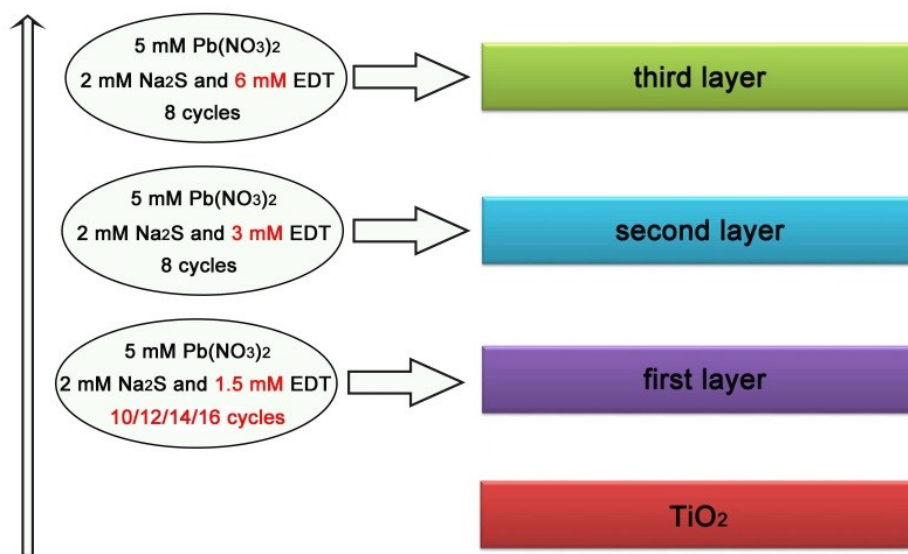 5 mM Pb(NO3)2
2 mM Na2S and 6 mM EDT
8 cycles
third layer
5 mM Pb(NO3)2
2 mM Na2S and 3 mM EDT
8 cycles
second layer
5 mM Pb(NO3)2
2 mM Na2S and 1.5 mM EDT
10/12/14/16 cycles
first layer
TiO2